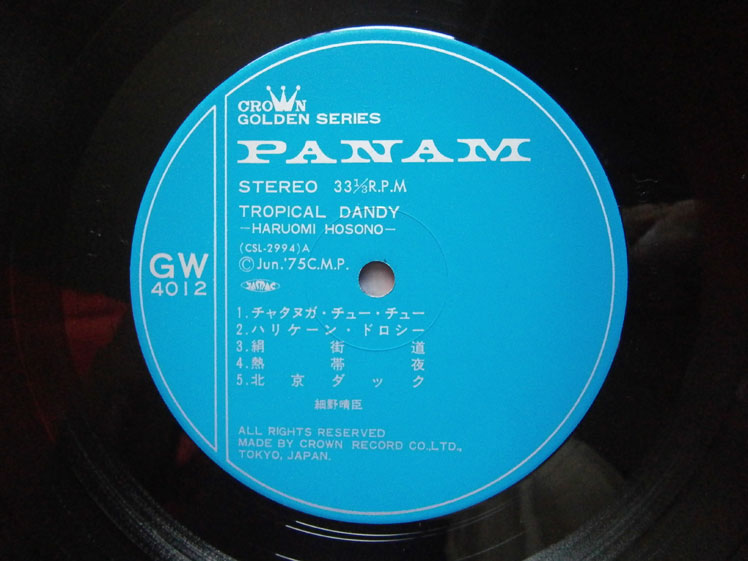 CROWN
GOLDEN SERIES
PANAM
STEREO 33⅓R.P.M
TROPICAL DANDY
—HARUOMI HOSONO—
(CSL-2994)A
©Jun.'75C.M.P.
GW
4012
JASRAC
1.チャタヌガ・チュー・チュー
2.ハリケーン・ドロシー
3.絹街道
4.熱帯夜
5.北京ダック
細野晴臣
ALL RIGHTS RESERVED
MADE BY CROWN RECORD CO.,LTD.,
TOKYO, JAPAN.